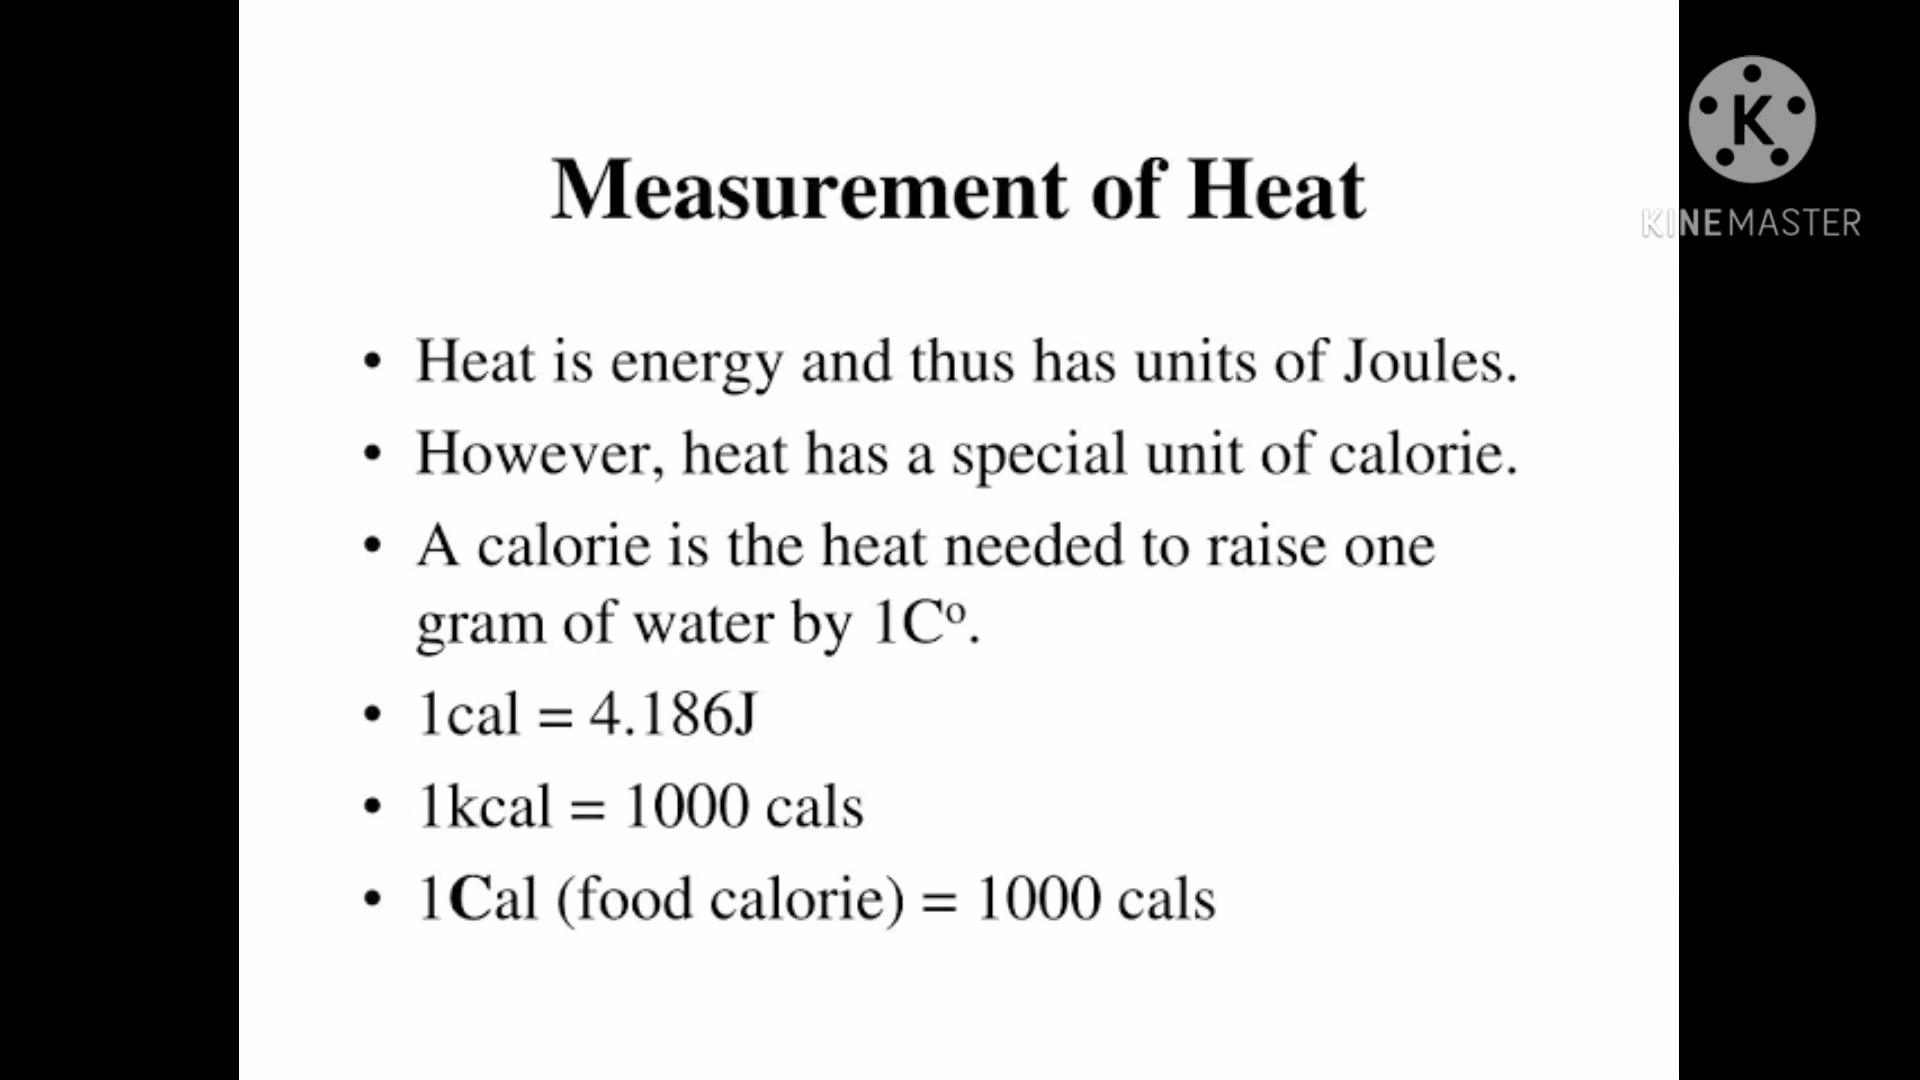 Measurement of Heat
K
KINEMASTER
• Heat is energy and thus has units of Joules.
• However, heat has a special unit of calorie.
• A calorie is the heat needed to raise one
gram of water by 1Cº.
• 1cal = 4.186J
• 1kcal = 1000 cals
• 1Cal (food calorie) = 1000 cals